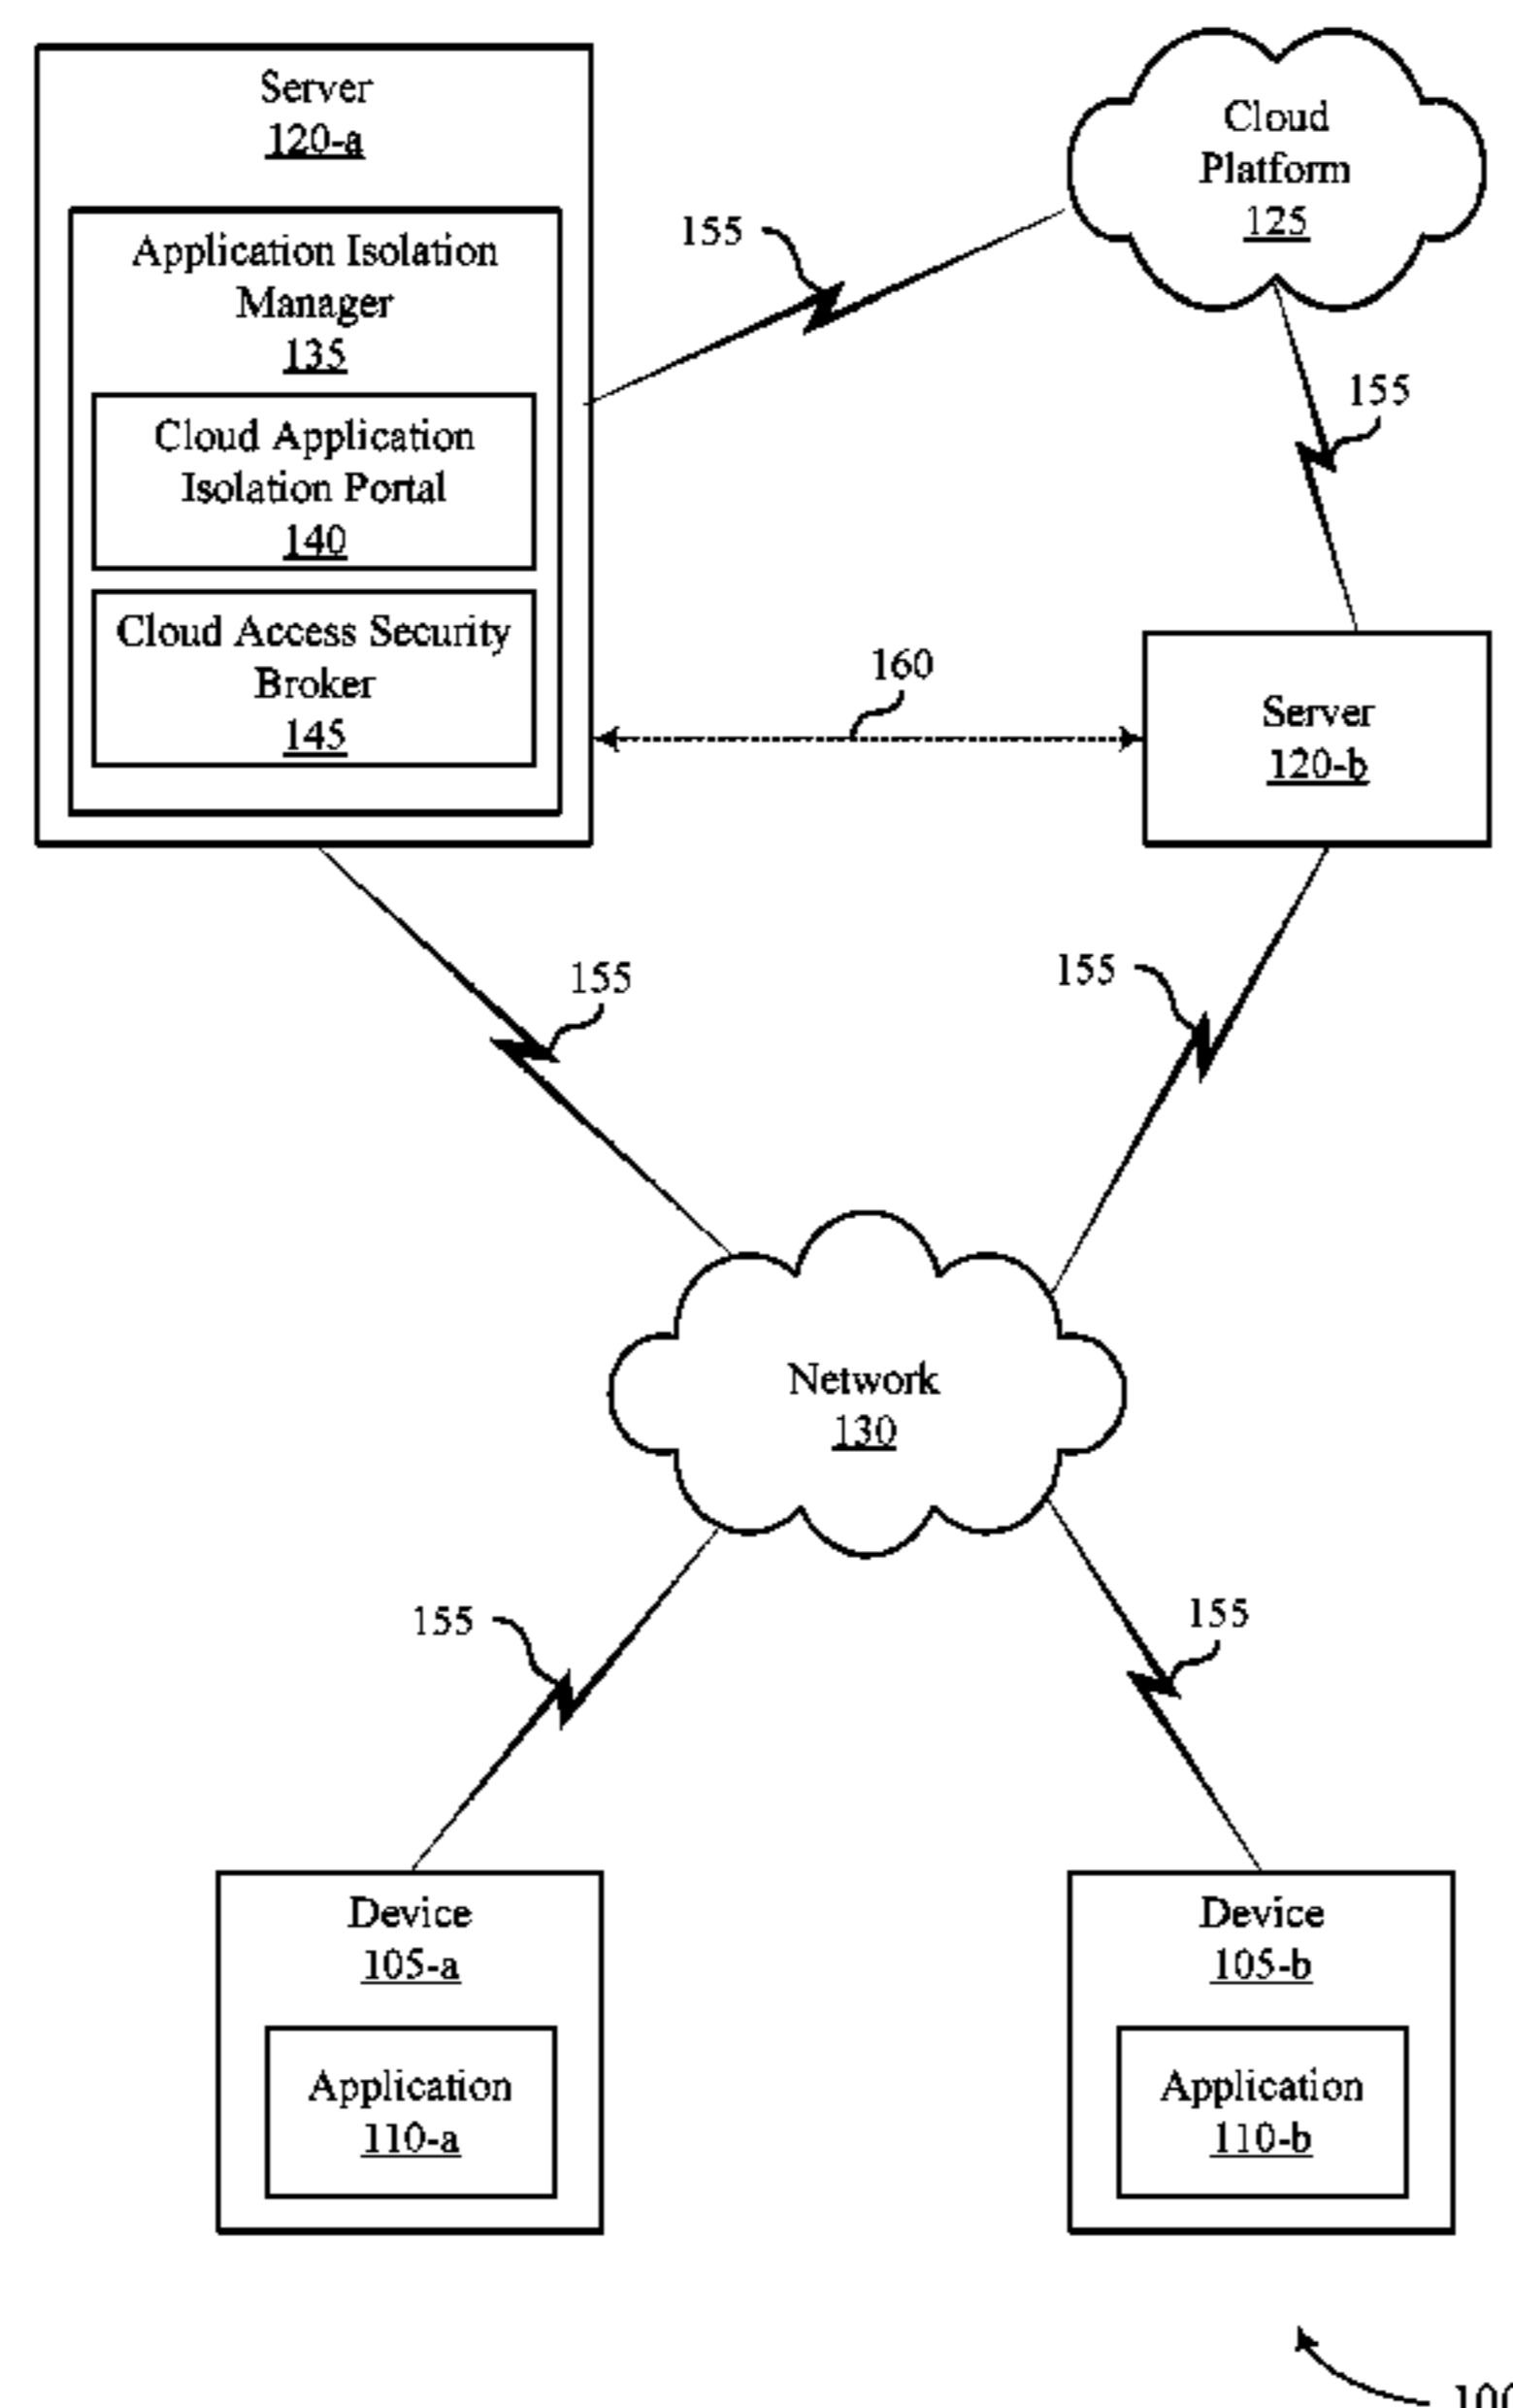 Server
120-a
Application Isolation
Manager
135
Cloud Application
Isolation Portal
140
Cloud Access Security
Broker
145
Cloud
Platform
125
155
155
160
Server
120-b
155
155
Network
130
155
155
Device
105-a
Application
110-a
Device
105-b
Application
110-b
100